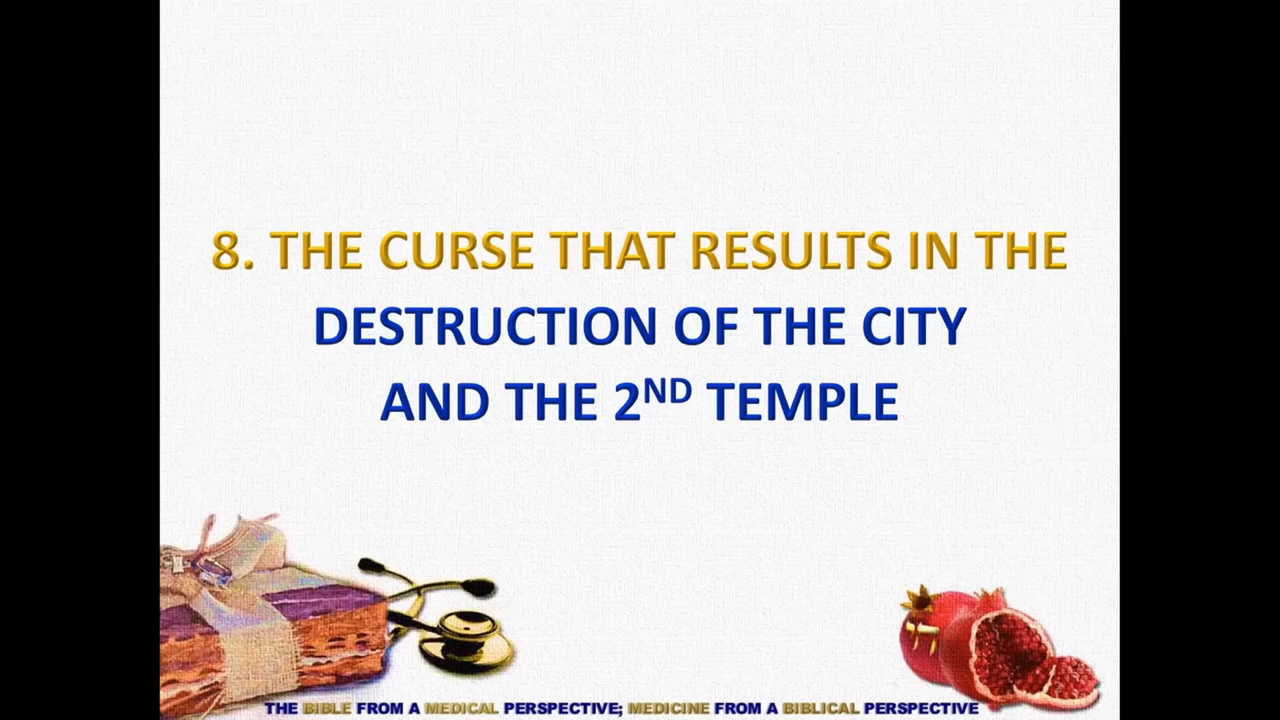 8. THE CURSE THAT RESULTS IN THE
DESTRUCTION OF THE CITY
AND THE 2ND TEMPLE
THE BIBLE FROM A MEDICAL PERSPECTIVE; MEDICINE FROM A BIBLICAL PERSPECTIVE